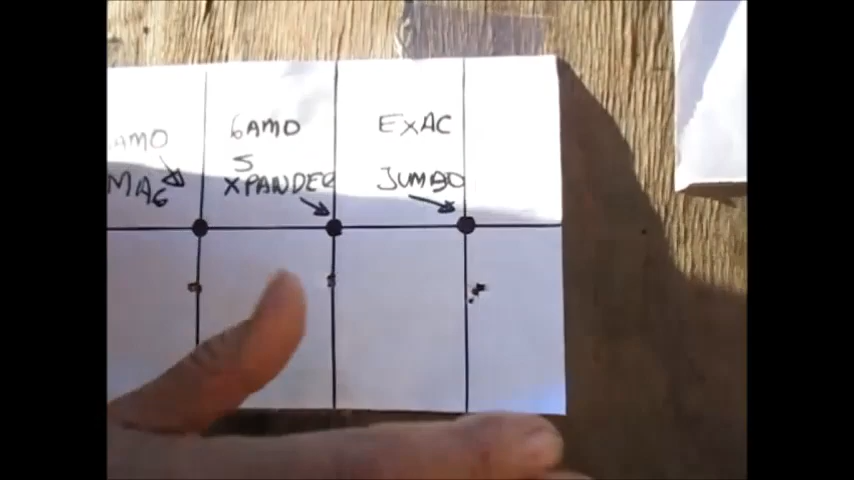 AMO
MAG
GAMO
S
XPANDER
EXAC
JUMBO